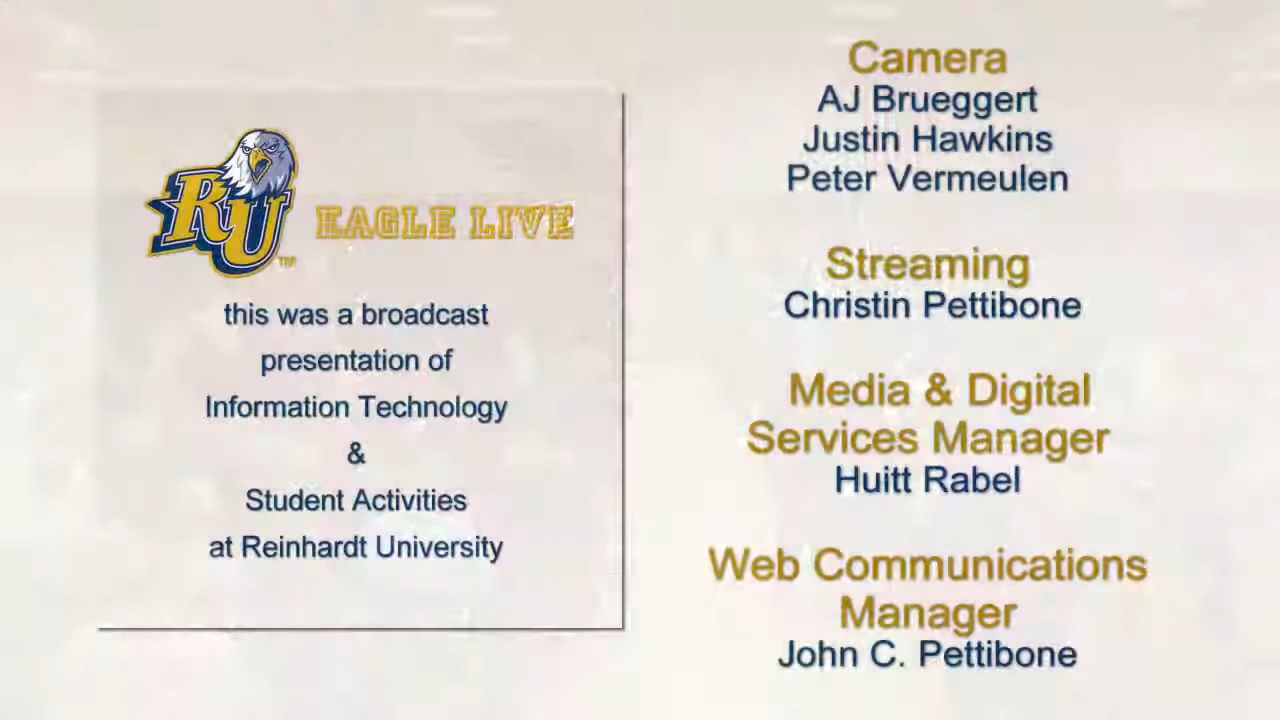 RU
TM
EAGLE LIVE
this was a broadcast
presentation of
Information Technology
&
Student Activities
at Reinhardt University
Camera
AJ Brueggert
Justin Hawkins
Peter Vermeulen
Streaming
Christin Pettibone
Media & Digital
Services Manager
Huitt Rabel
Web Communications
Manager
John C. Pettibone